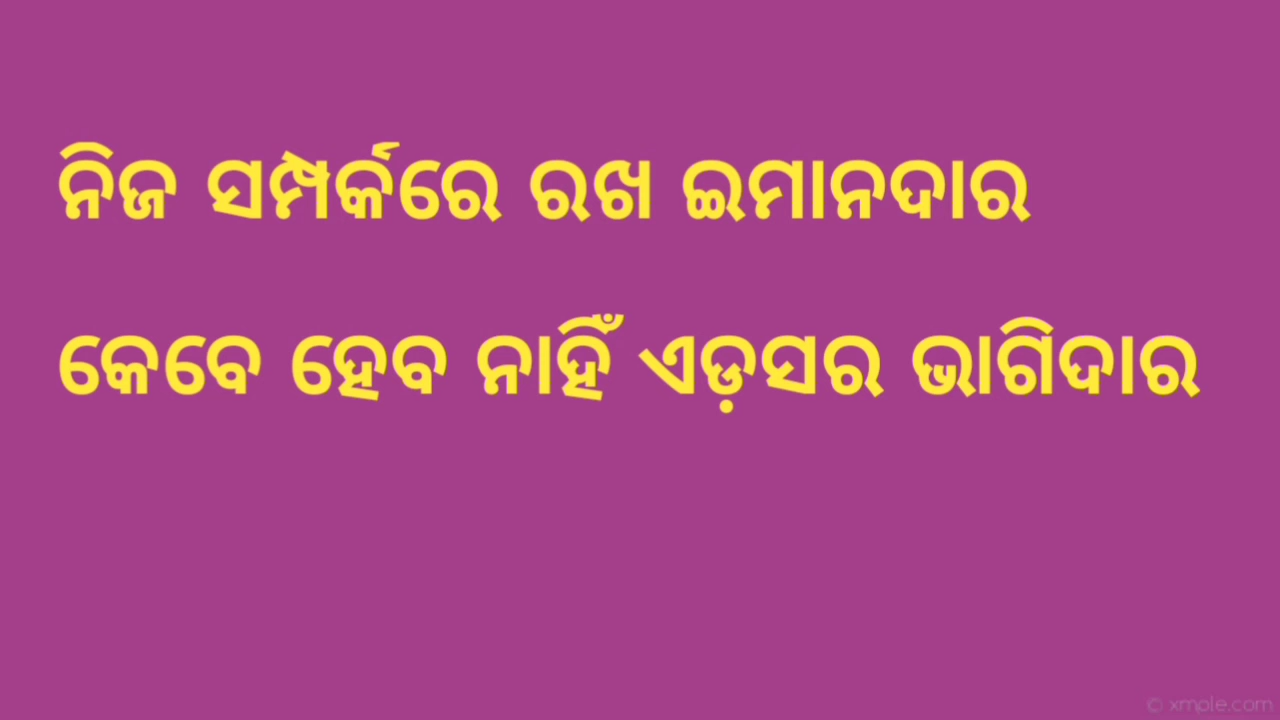 ନିଜ ସମ୍ପର୍କରେ ରଖ ଇମାନଦାର
କେବେ ହେବ ନାହିଁ ଏଡ଼ସର ଭାଗିଦାର
© xmple.com